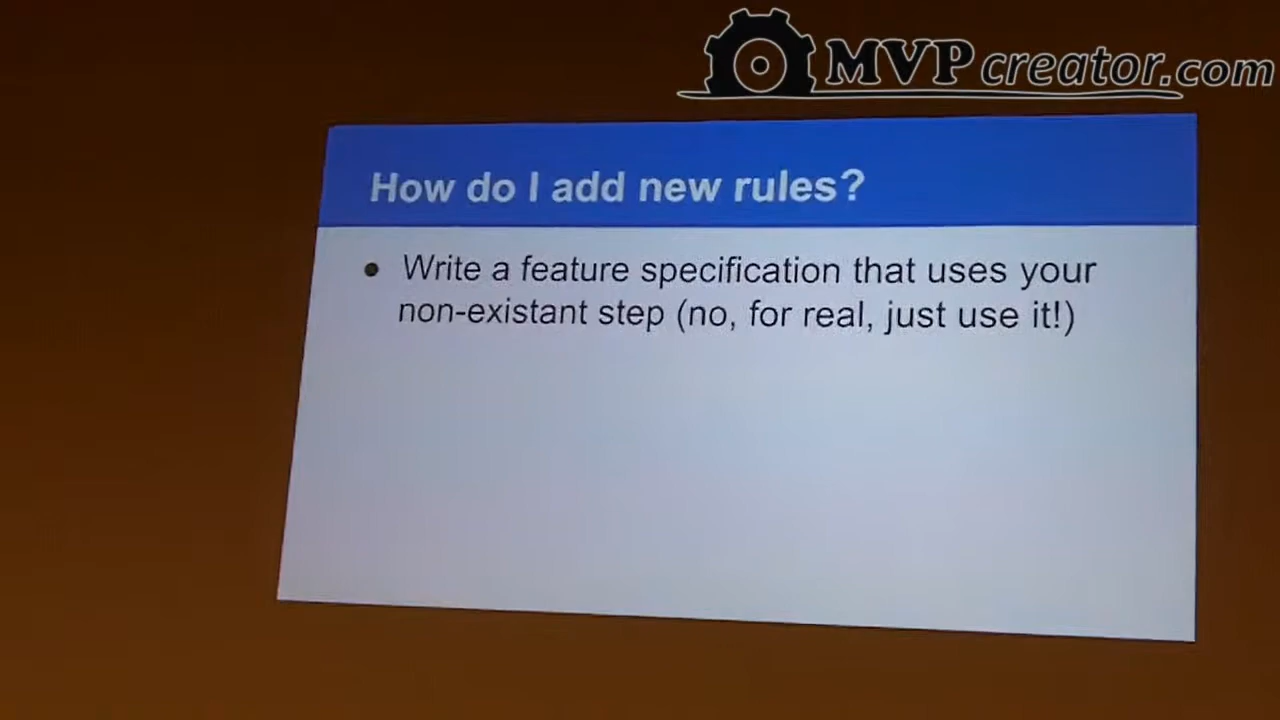 MVPcreator.com
How do I add new rules?
• Write a feature specification that uses your
non-existant step (no, for real, just use it!)